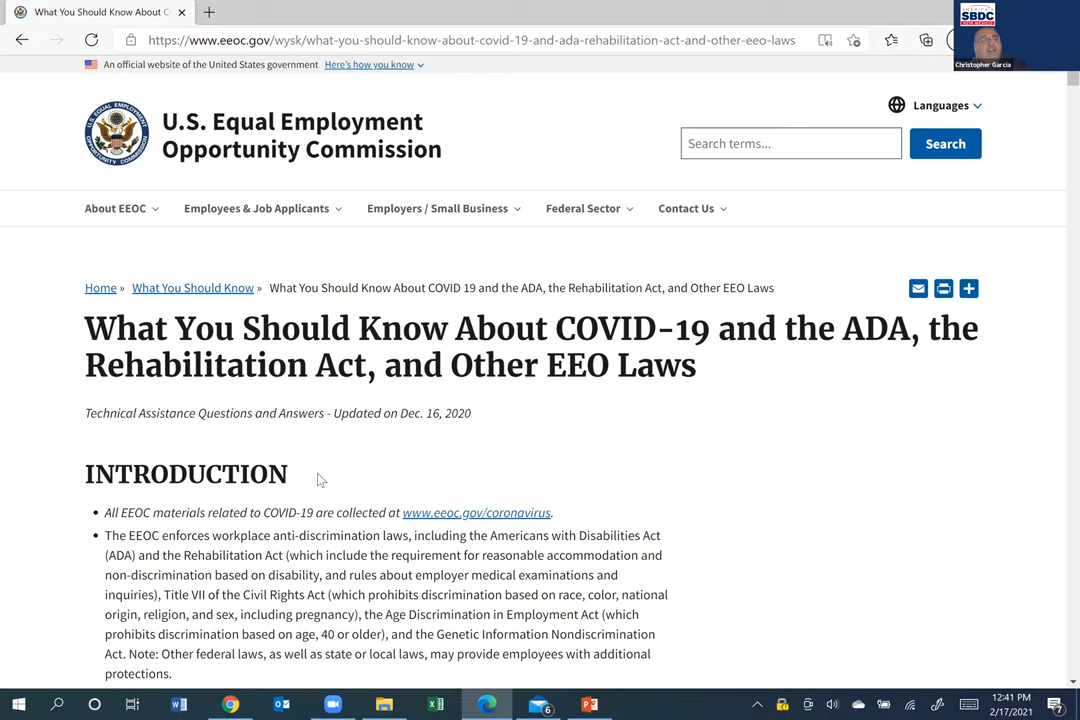 What You Should Know About C
https://www.eeoc.gov/wysk/what-you-should-know-about-covid-19-and-ada-rehabilitation-act-and-other-eeo-laws
AMERICA'S
SBDC
NEW MEXICO
Christopher Garcia
An official website of the United States government Here's how you know
U.S. Equal Employment
Opportunity Commission
Languages
Search terms...
Search
About EEOC
Employees & Job Applicants
Employers / Small Business
Federal Sector
Contact Us
Home » What You Should Know » What You Should Know About COVID 19 and the ADA, the Rehabilitation Act, and Other EEO Laws
What You Should Know About COVID-19 and the ADA, the
Rehabilitation Act, and Other EEO Laws
Technical Assistance Questions and Answers - Updated on Dec. 16, 2020
INTRODUCTION
• All EEOC materials related to COVID-19 are collected at www.eeoc.gov/coronavirus.
• The EEOC enforces workplace anti-discrimination laws, including the Americans with Disabilities Act
(ADA) and the Rehabilitation Act (which include the requirement for reasonable accommodation and
non-discrimination based on disability, and rules about employer medical examinations and
inquiries), Title VII of the Civil Rights Act (which prohibits discrimination based on race, color, national
origin, religion, and sex, including pregnancy), the Age Discrimination in Employment Act (which
prohibits discrimination based on age, 40 or older), and the Genetic Information Nondiscrimination
Act. Note: Other federal laws, as well as state or local laws, may provide employees with additional
protections.
6
12:41 PM
2/17/2021
7